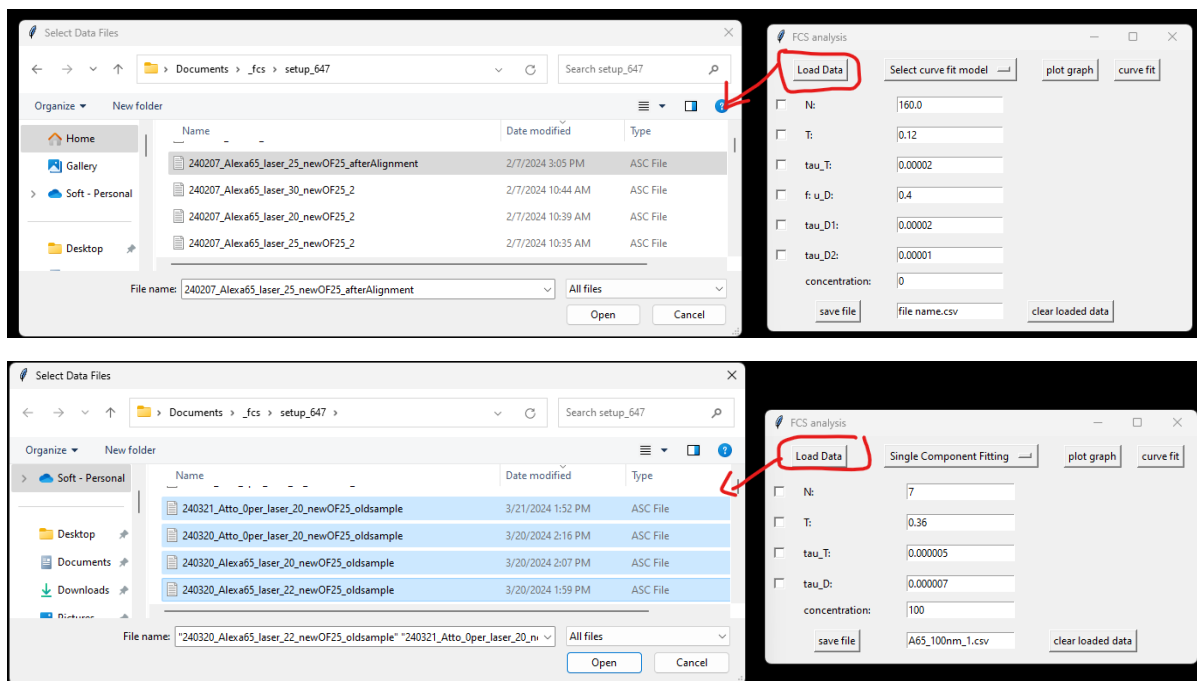 Select Data Files
Documents > _fcs > setup_647
Search setup_647
Organize
New folder
Home
Gallery
Soft - Personal
Desktop
Name
Date modified
Type
240207_Alexa65_laser_25_newOF25_afterAlignment 2/7/2024 3:05 PM ASC File
240207_Alexa65_laser_30_newOF25_2 2/7/2024 10:44 AM ASC File
240207_Alexa65_laser_20_newOF25_2 2/7/2024 10:39 AM ASC File
240207_Alexa65_laser_25_newOF25_2 2/7/2024 10:35 AM ASC File
File name: 240207_Alexa65_laser_25_newOF25_afterAlignment
All files
Open
Cancel
FCS analysis
Load Data
Select curve fit model
plot graph
curve fit
N: 160.0
T: 0.12
tau_T: 0.00002
f: u_D: 0.4
tau_D1: 0.00002
tau_D2: 0.00001
concentration: 0
save file
file name.csv
clear loaded data
Select Data Files
Documents > _fcs > setup_647 >
Search setup_647
Organize
New folder
Soft - Personal
Desktop
Documents
Downloads
Name
Date modified
Type
240321_Atto_0per_laser_20_newOF25_oldsample 3/21/2024 1:52 PM ASC File
240320_Atto_0per_laser_20_newOF25_oldsample 3/20/2024 2:16 PM ASC File
240320_Alexa65_laser_20_newOF25_oldsample 3/20/2024 2:07 PM ASC File
240320_Alexa65_laser_22_newOF25_oldsample 3/20/2024 1:59 PM ASC File
File name: "240320_Alexa65_laser_22_newOF25_oldsample" "240321_Atto_0per_laser_20_n
All files
Open
Cancel
FCS analysis
Load Data
Single Component Fitting
plot graph
curve fit
N: 7
T: 0.36
tau_T: 0.000005
tau_D: 0.000007
concentration: 100
save file
A65_100nm_1.csv
clear loaded data